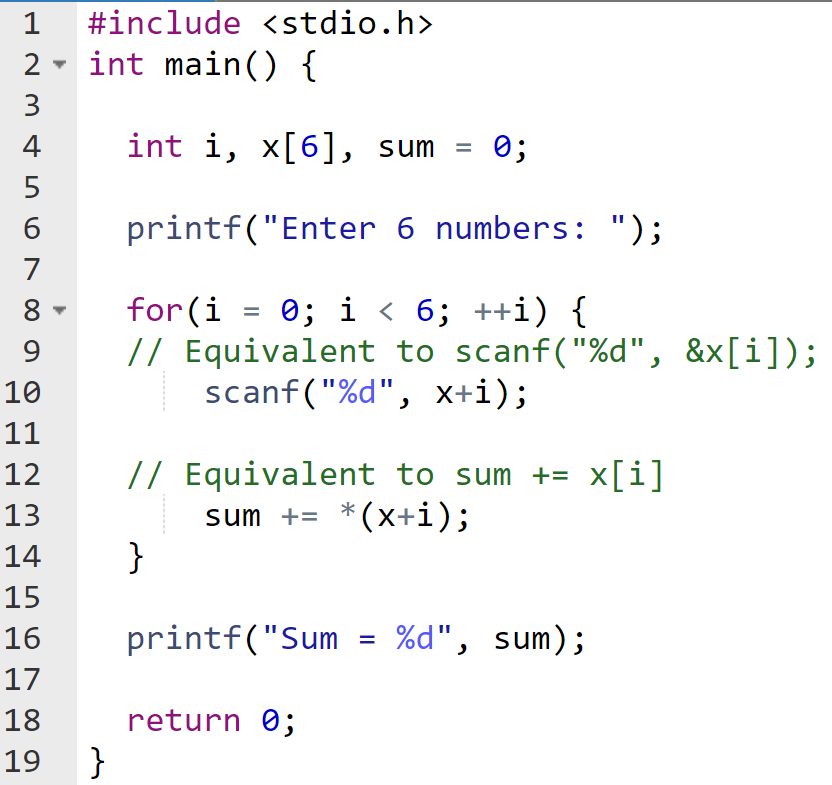 1 #include <stdio.h>
2 int main() {
3
4   int i, x[6], sum = 0;
5
6   printf("Enter 6 numbers: ");
7
8   for(i = 0; i < 6; ++i) {
9   // Equivalent to scanf("%d", &x[i]);
10       scanf("%d", x+i);
11
12   // Equivalent to sum += x[i]
13       sum += *(x+i);
14   }
15
16   printf("Sum = %d", sum);
17
18   return 0;
19 }